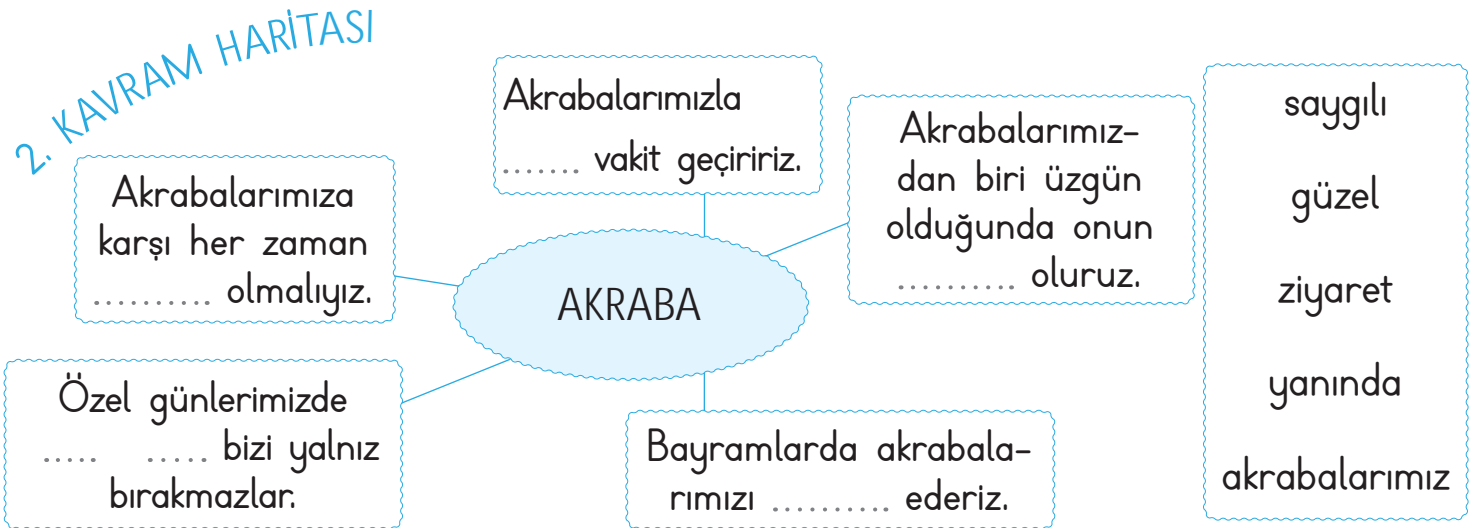 2. KAVRAM HARİTASI
Akrabalarımıza
karşı her zaman
.......... olmalıyız.
Akrabalarımızla
....... vakit geçiririz.
Akrabalarımız-
dan biri üzgün
olduğunda onun
.......... oluruz.
AKRABA
Özel günlerimizde
..... ..... bizi yalnız
bırakmazlar.
Bayramlarda akrabala-
rımızı .......... ederiz.
saygılı
güzel
ziyaret
yanında
akrabalarımız